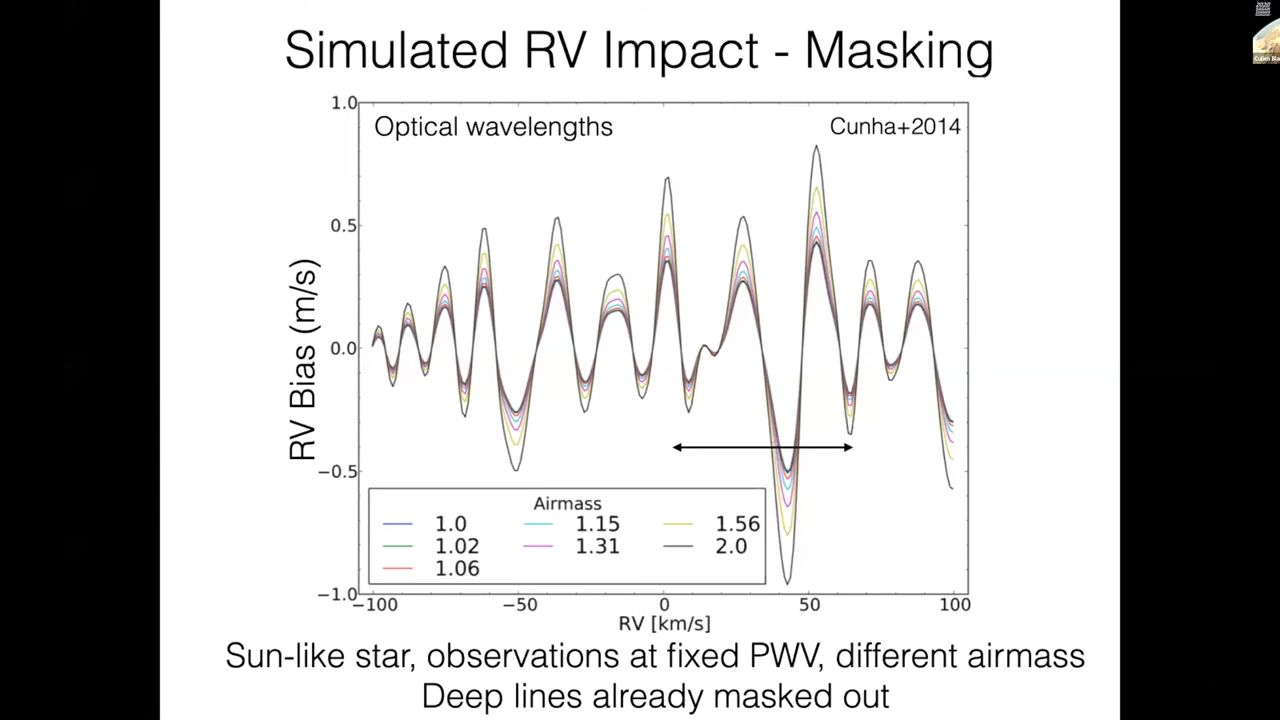 Simulated RV Impact - Masking
1.0
Optical wavelengths
Cunha+2014
0.5
0.0
−0.5
−1.0
RV Bias (m/s)
Airmass
1.0
1.15
1.56
1.02
1.31
2.0
1.06
−100
−50
0
50
100
RV [km/s]
Sun-like star, observations at fixed PWV, different airmass
Deep lines already masked out